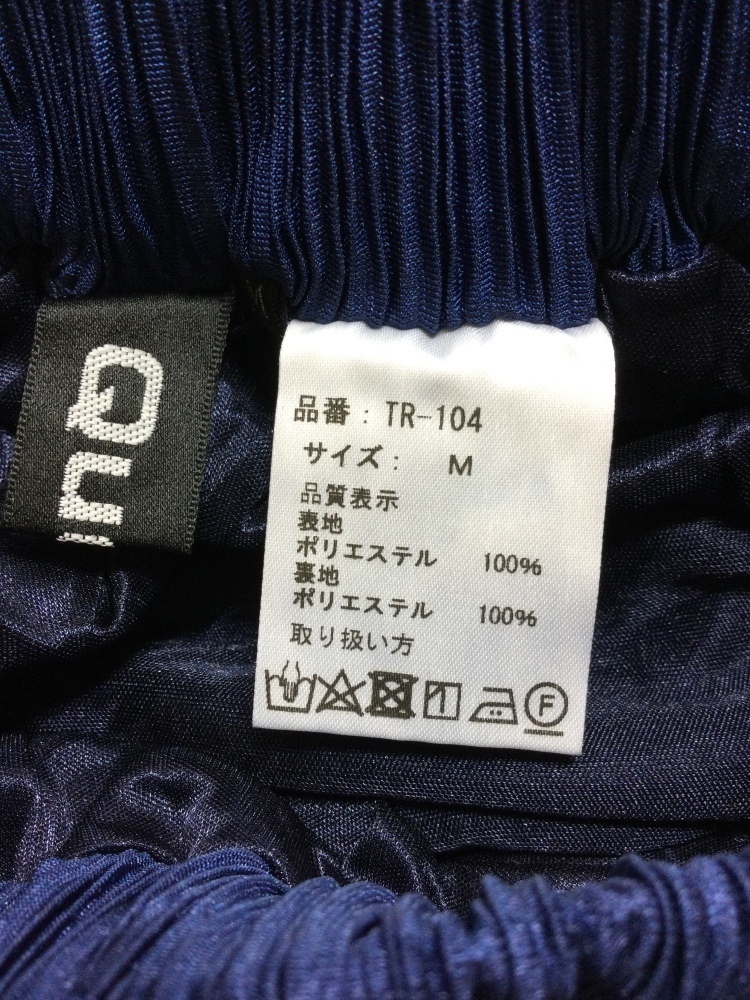 Qu
品番：TR-104
サイズ： M
品質表示
表地
ポリエステル 100%
裏地
ポリエステル 100%
取り扱い方
F